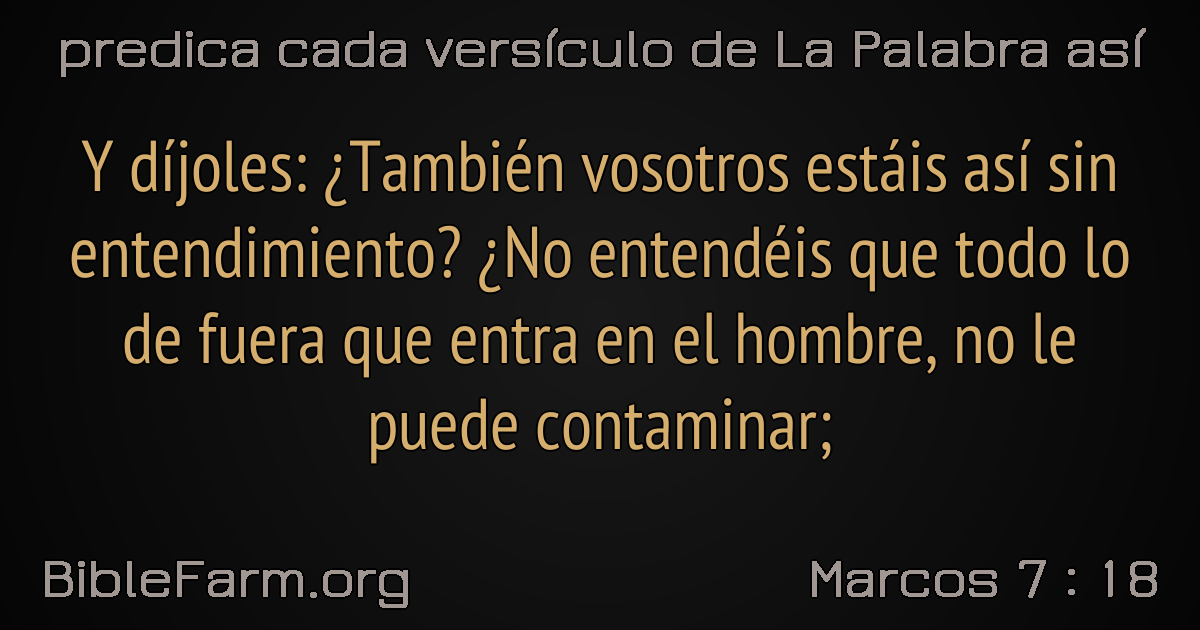 predica cada versículo de La Palabra así
Y díjoles: ¿También vosotros estáis así sin
entendimiento? ¿No entendéis que todo lo
de fuera que entra en el hombre, no le
puede contaminar;
BibleFarm.org
Marcos 7 : 18